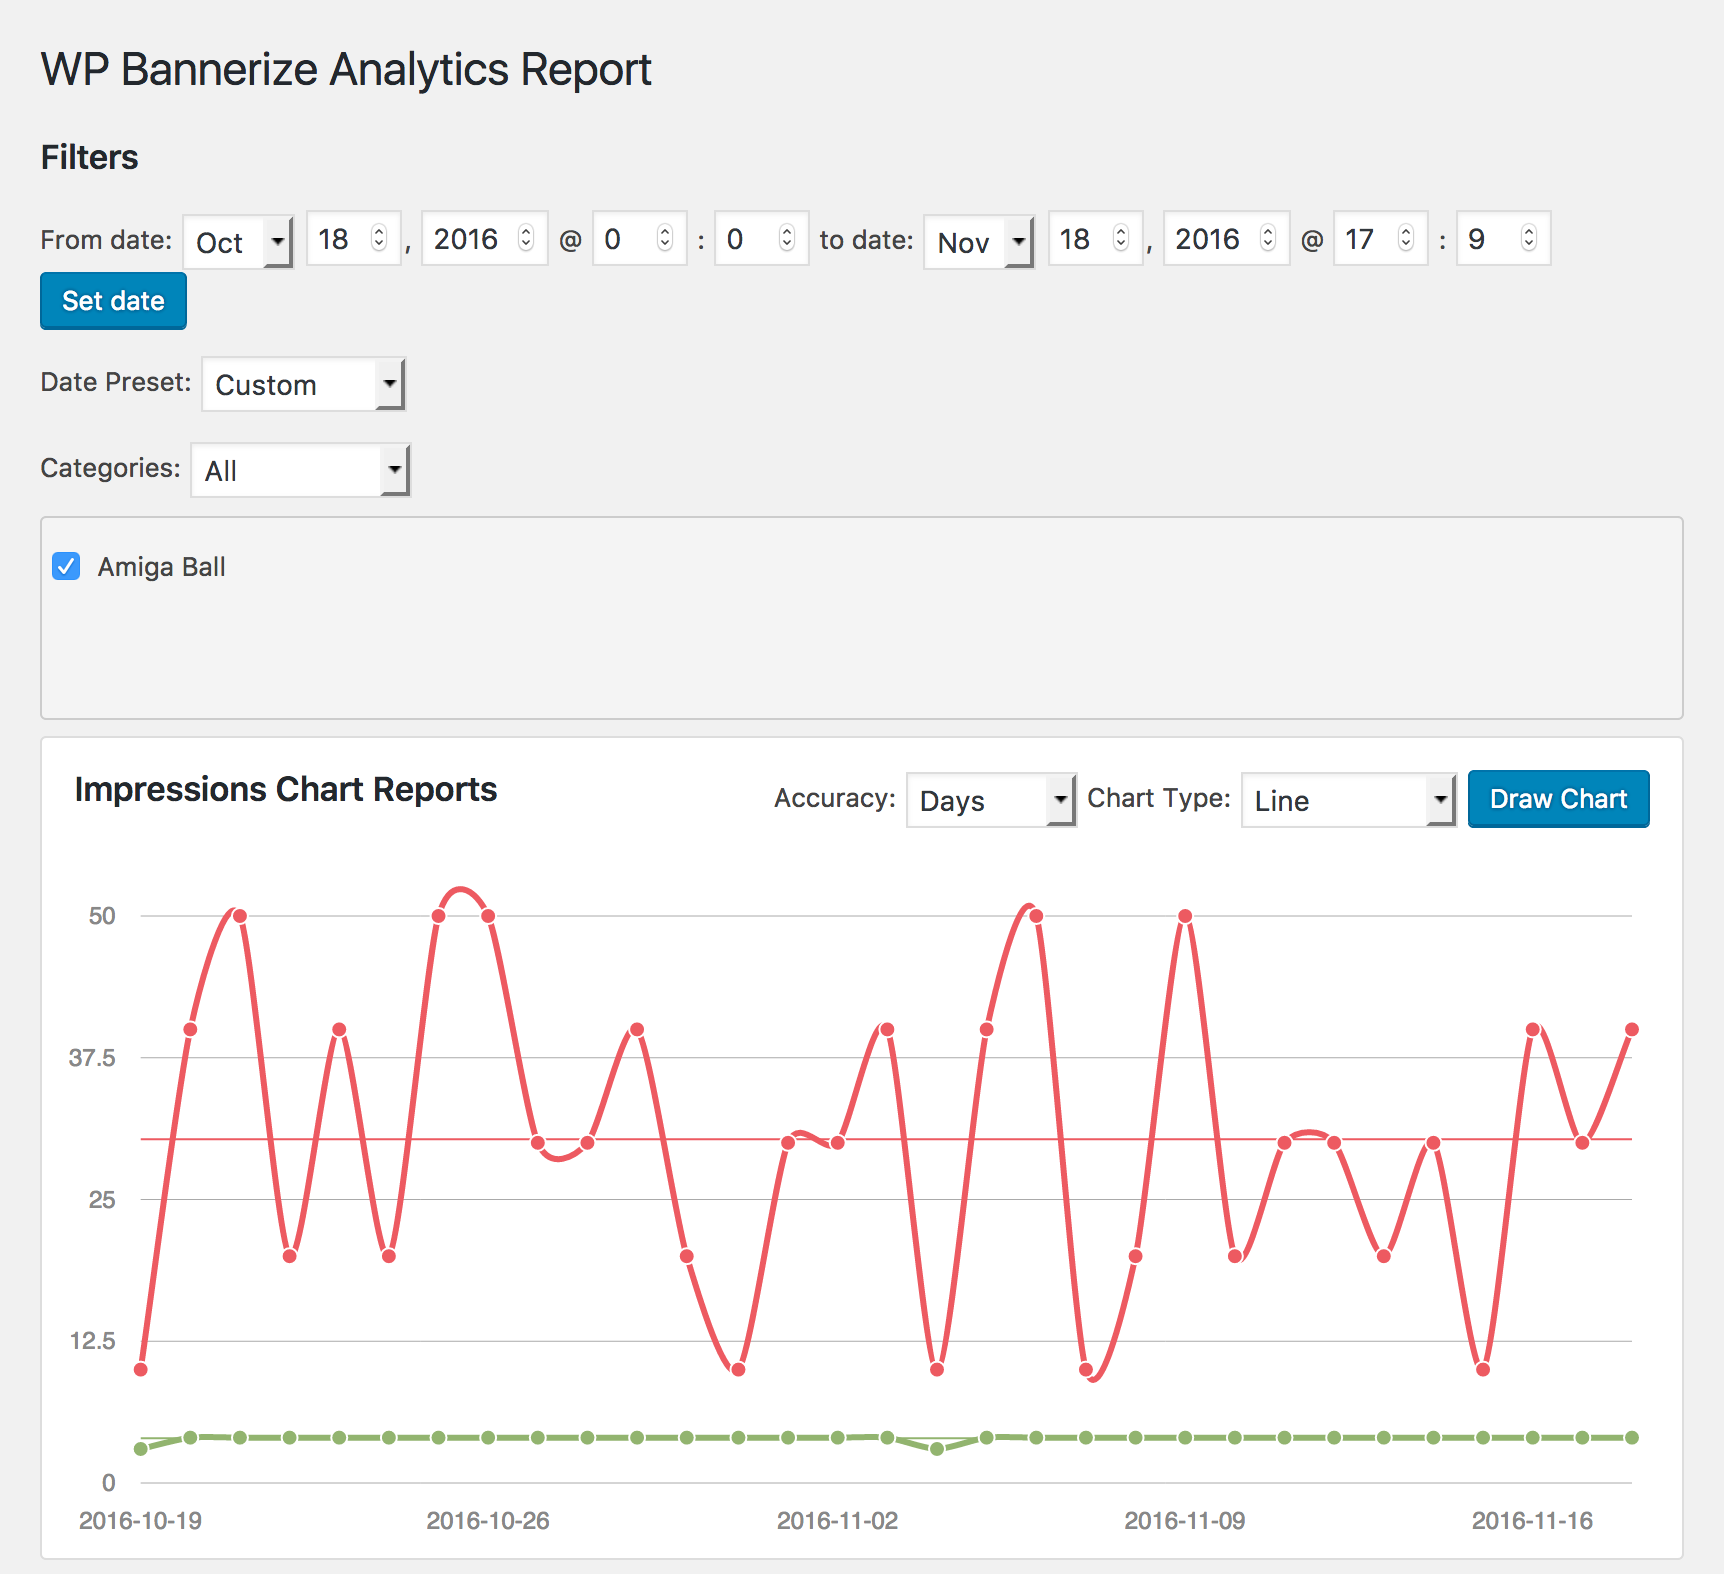 WP Bannerize Analytics Report
Filters
From date: Oct 18 , 2016 @ 0 : 0 to date: Nov 18 , 2016 @ 17 : 9
Set date
Date Preset: Custom
Categories: All
Amiga Ball
Impressions Chart Reports Accuracy: Days Chart Type: Line Draw Chart
50
37.5
25
12.5
0
2016-10-19 2016-10-26 2016-11-02 2016-11-09 2016-11-16